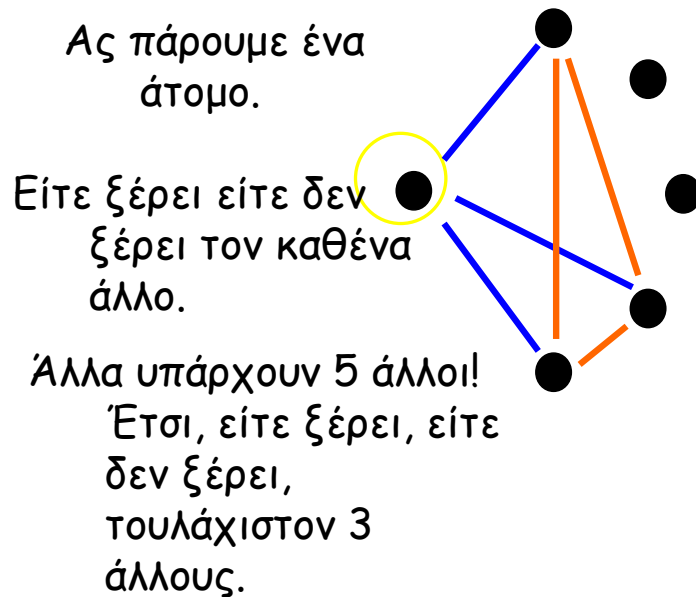 Ας πάρουμε ένα
άτομο.
Είτε ξέρει είτε δεν
ξέρει τον καθένα
άλλο.
Άλλα υπάρχουν 5 άλλοι!
Έτσι, είτε ξέρει, είτε
δεν ξέρει,
τουλάχιστον 3
άλλους.